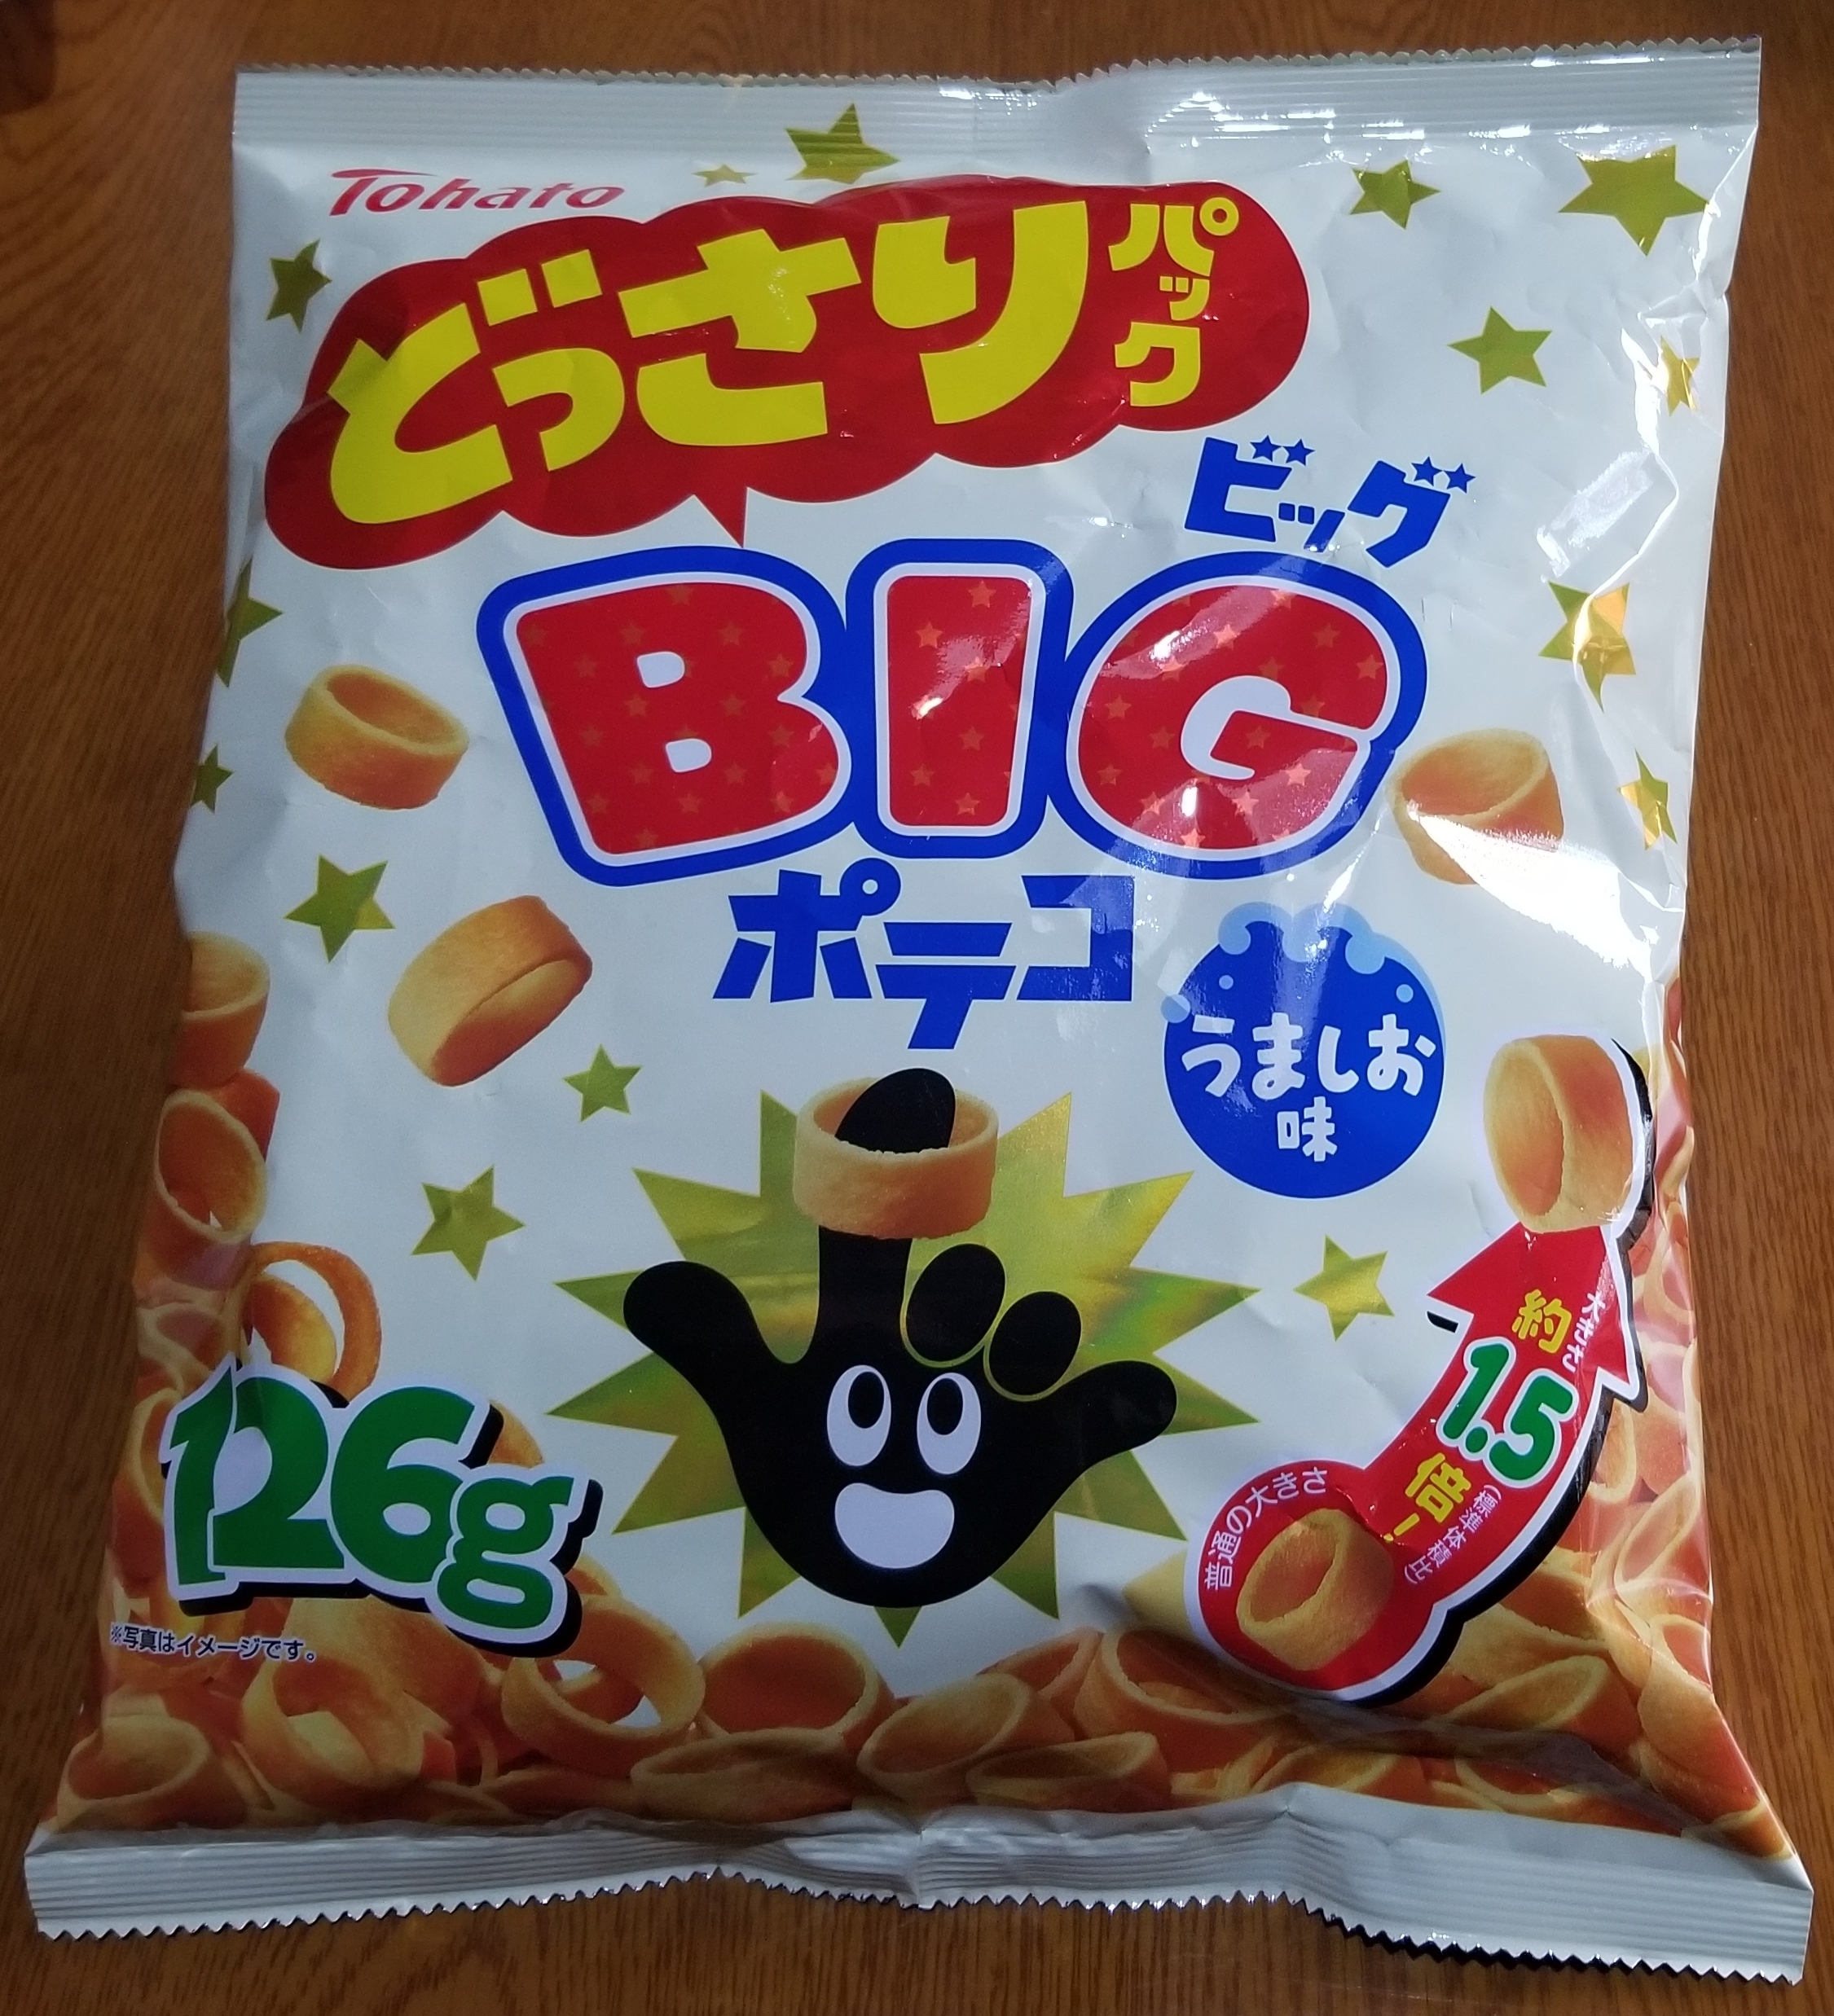 Tohato
どっさり
パック
ビッグ
BIG
ポテコ
うましお
味
大きさ
約
1.5
倍!
(標準体積比)
普通の大きさ
126g
※写真はイメージです。